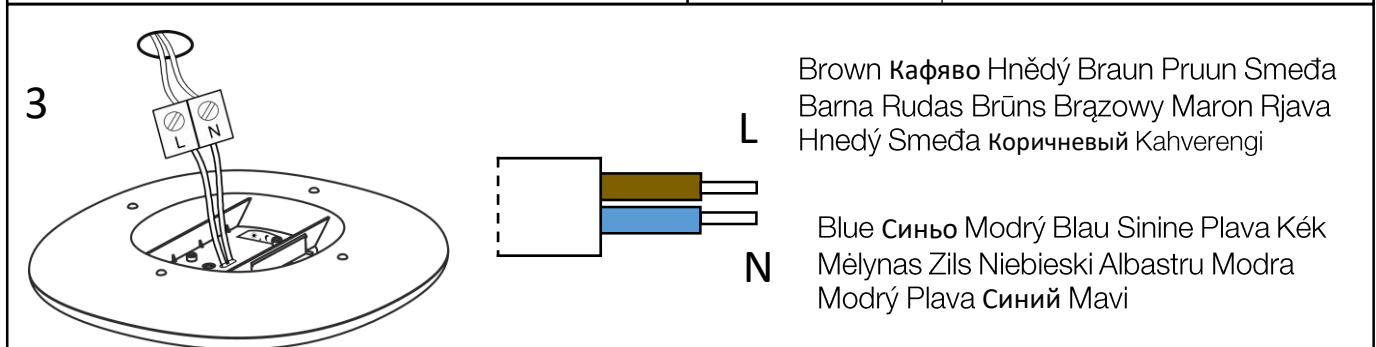 3
L N
L
Brown Кафяво Hnědý Braun Pruun Smeđa
Barna Rudas Brūns Brązowy Maron Rjava
Hnedý Smeđa Коричневый Kahverengi
N
Blue Синьо Modrý Blau Sinine Plava Kék
Mėlynas Zils Niebieski Albastru Modra
Modrý Plava Синий Mavi